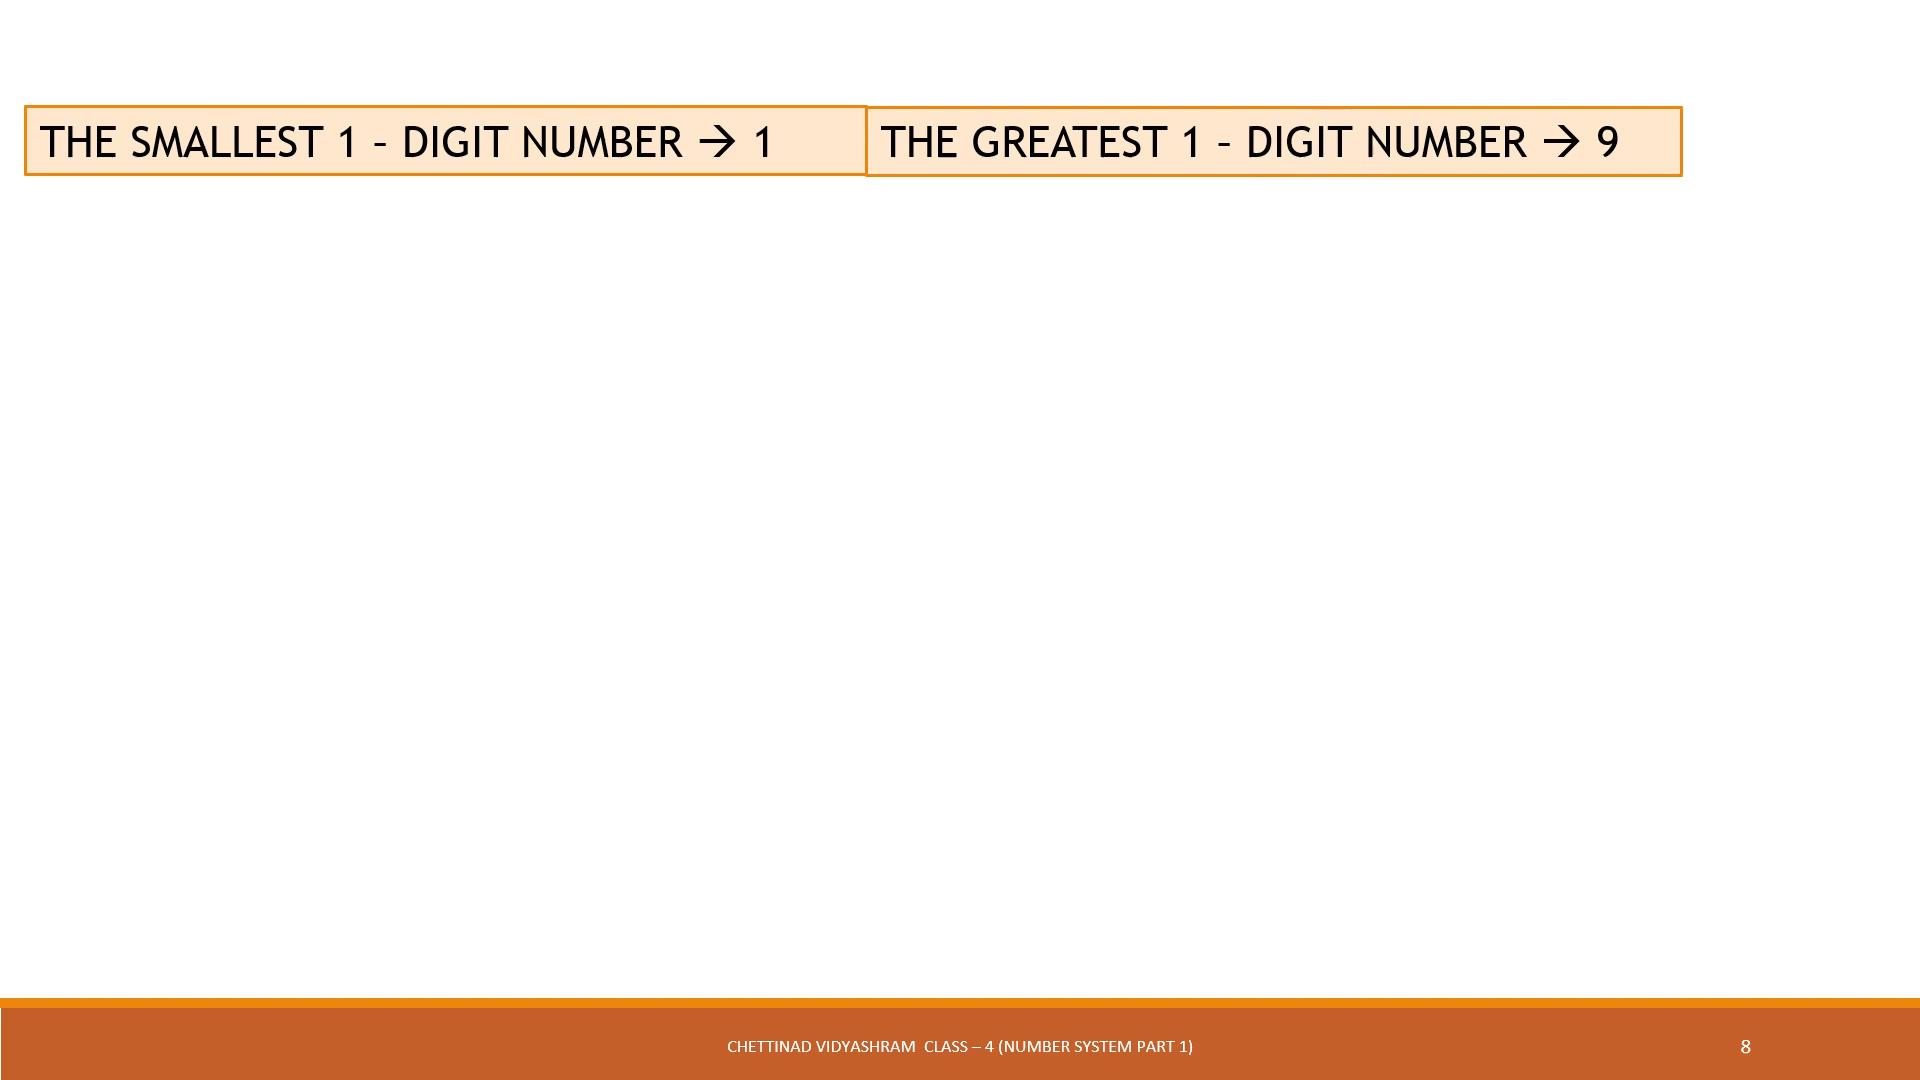 THE SMALLEST 1 – DIGIT NUMBER → 1
THE GREATEST 1 – DIGIT NUMBER → 9
CHETTINAD VIDYASHRAM CLASS – 4 (NUMBER SYSTEM PART 1)
8